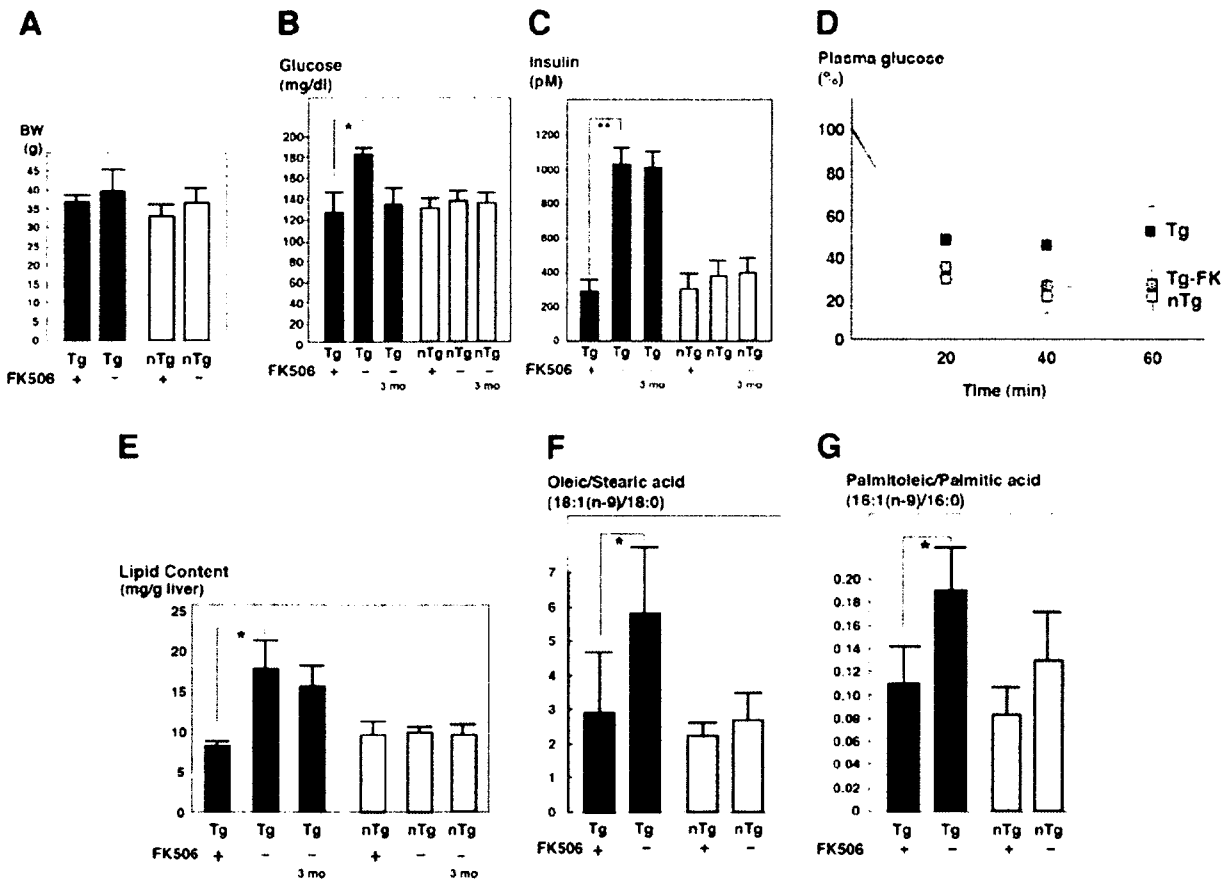 A
BW
(g)
45
40
35
30
25
20
15
10
5
0
Tg Tg nTg nTg
FK506 + - + -
B
Glucose
(mg/dl)
200
180
160
140
120
100
80
60
40
20
0
*
Tg Tg Tg nTg nTg nTg
FK506 + - - + - -
3 mo 3 mo
C
Insulin
(pM)
1200
1000
800
600
400
200
0
**
Tg Tg Tg nTg nTg nTg
FK506 +
3 mo 3 mo
D
Plasma glucose
(%)
100
60
40
20
0
Tg
Tg-FK
nTg
20 40 60
Time (min)
E
Lipid Content
(mg/g liver)
25
20
15
10
5
0
*
Tg Tg Tg nTg nTg nTg
FK506 + - - + - -
3 mo 3 mo
F
Oleic/Stearic acid
(18:1(n-9)/18:0)
7
6
5
4
3
2
1
0
*
Tg Tg nTg nTg
FK506 + - + -
G
Palmitoleic/Palmitic acid
(16:1(n-9)/16:0)
0.20
0.18
0.16
0.14
0.12
0.10
0.08
0.06
0.04
0.02
0
*
Tg Tg nTg nTg
FK506 + - + -